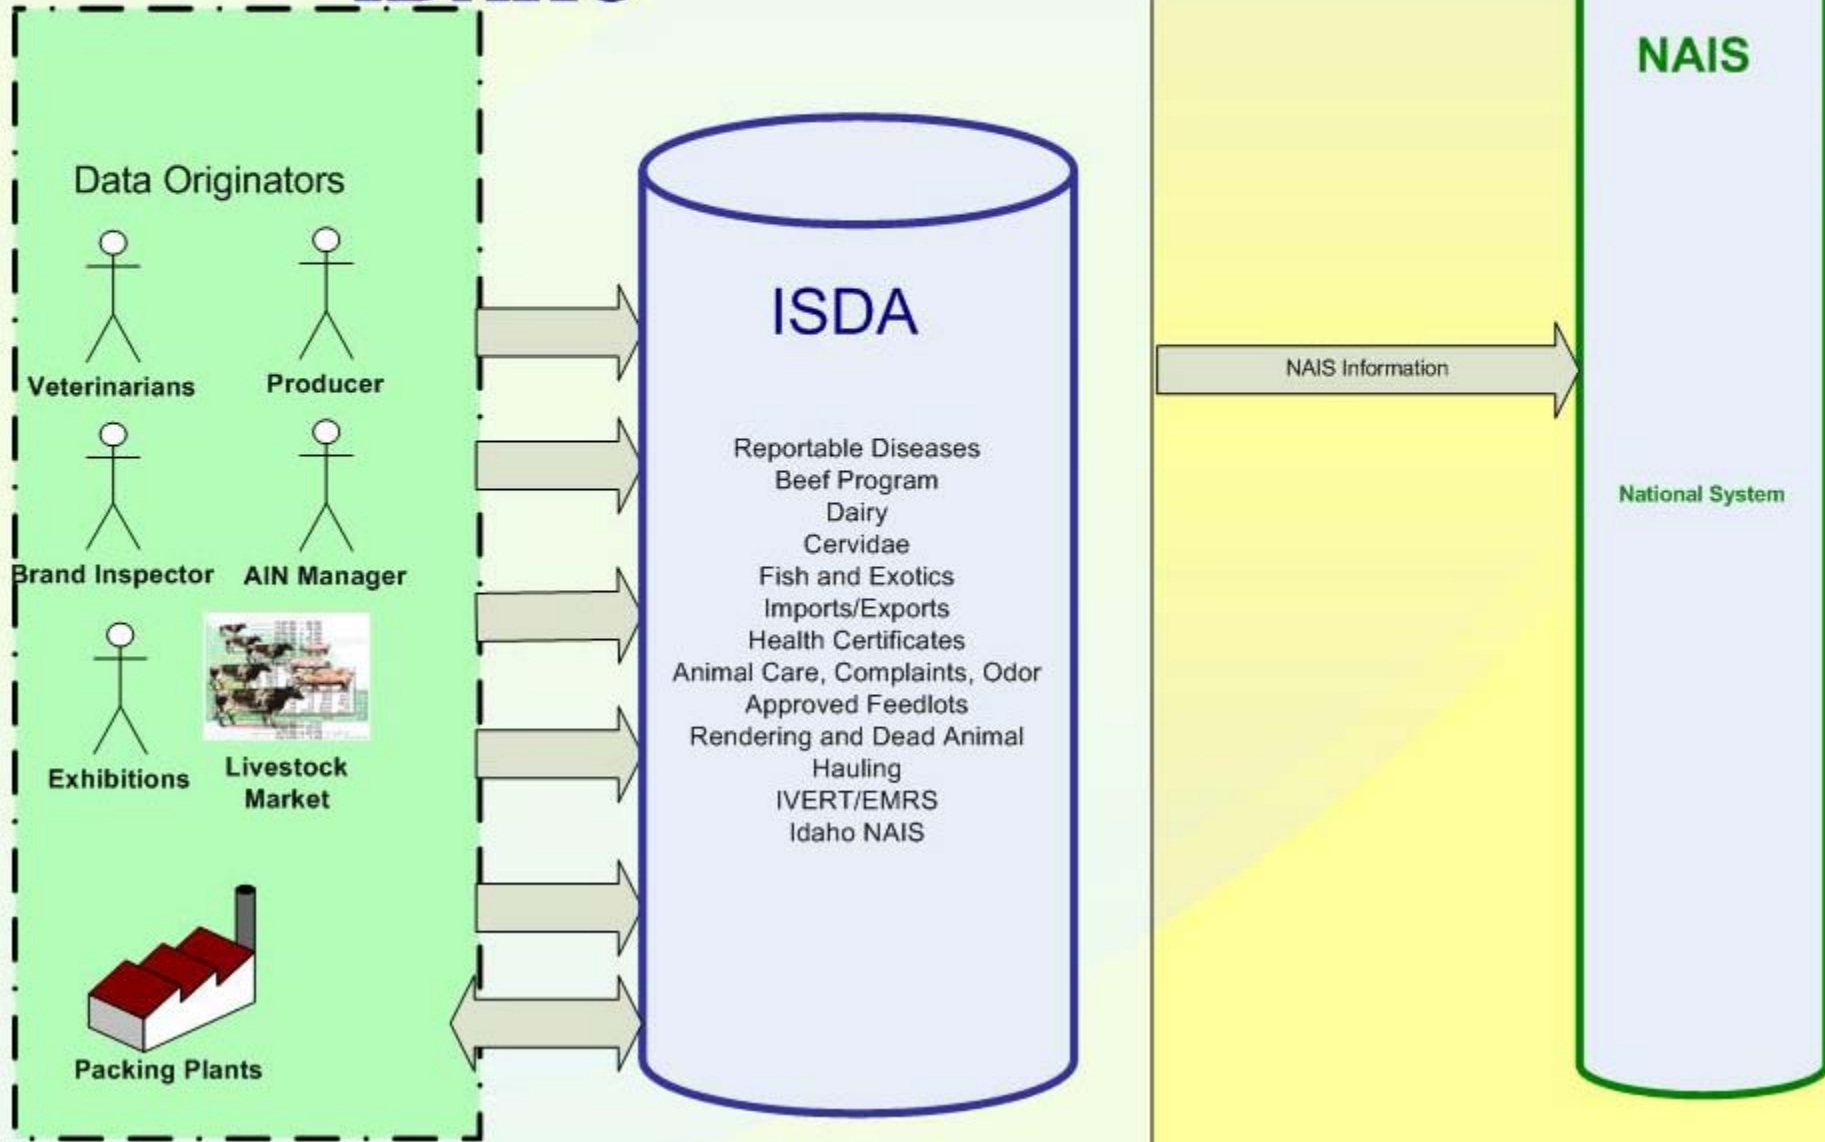 Data Originators
Veterinarians
Producer
Brand Inspector
AIN Manager
Exhibitions
Livestock
Market
Packing Plants
ISDA
Reportable Diseases
Beef Program
Dairy
Cervidae
Fish and Exotics
Imports/Exports
Health Certificates
Animal Care, Complaints, Odor
Approved Feedlots
Rendering and Dead Animal
Hauling
IVERT/EMRS
Idaho NAIS
NAIS Information
NAIS
National System